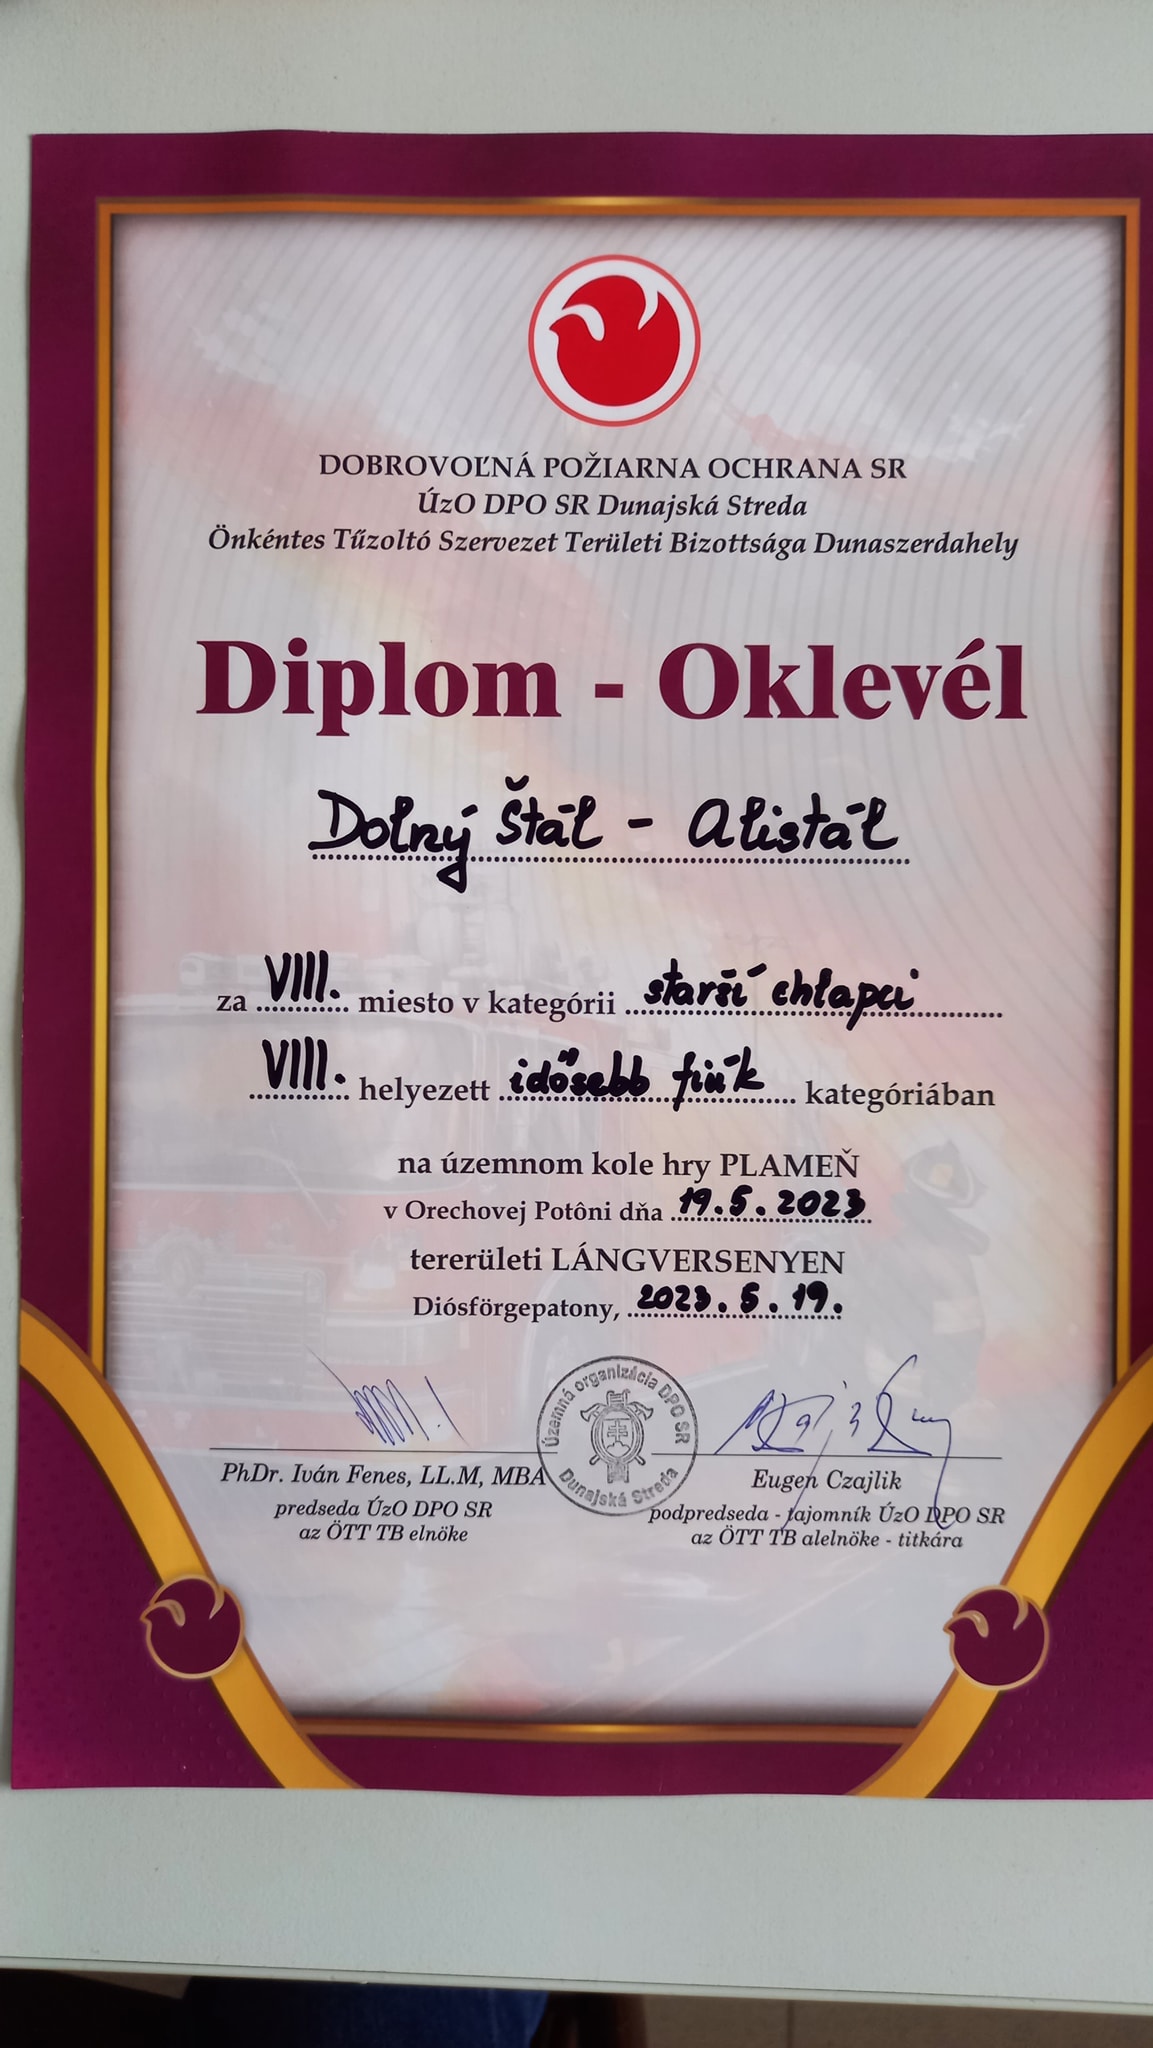 DOBROVOĽNÁ POŽIARNA OCHRANA SR
ÚzO DPO SR Dunajská Streda
Önkéntes Tűzoltó Szervezet Területi Bizottsága Dunaszerdahely
Diplom - Oklevél
Dolný Štál - Alistál
za VIII. miesto v kategórii starší chlapci
VIII. helyezett idősebb fiúk kategóriában
na územnom kole hry PLAMEŇ
v Orechovej Potôni dňa 19.5.2023
tererületi LÁNGVERSENYEN
Diósförgepatony, 2023.5.19.
Územná organizácia DPO SR
Dunajská Streda
PhDr. Iván Fenes, LL.M, MBA
predseda ÚzO DPO SR
az ÖTT TB elnöke
Eugen Czajlik
podpredseda - tajomník ÚzO DPO SR
az ÖTT TB alelnöke - titkára